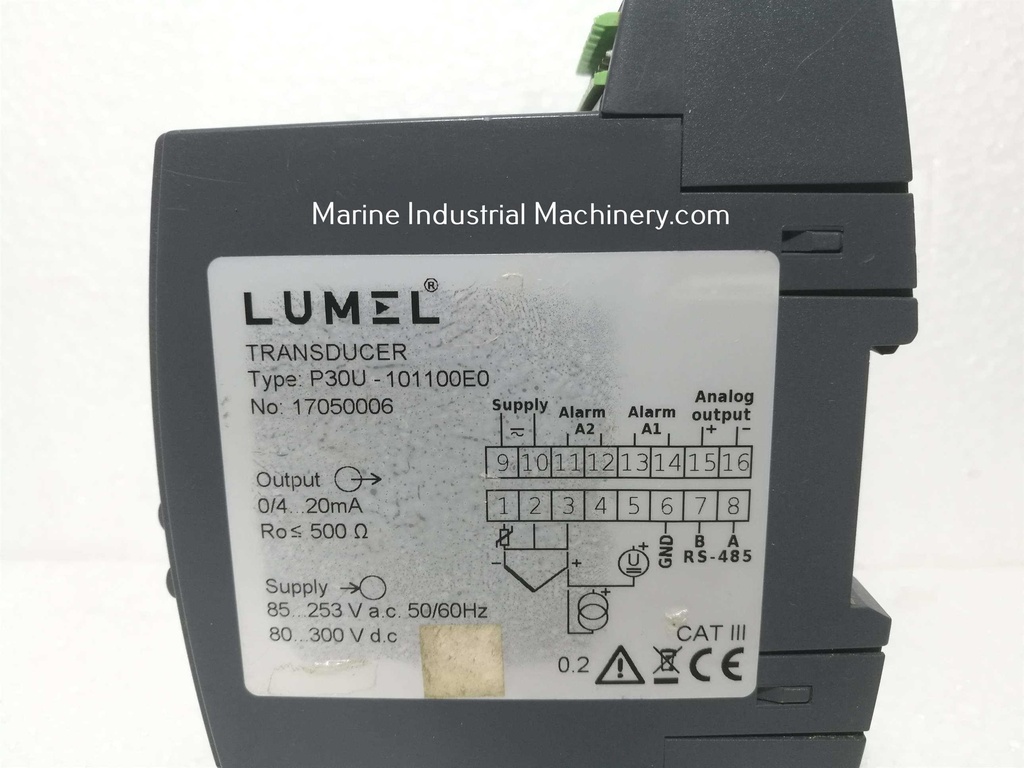 Marine Industrial Machinery.com
LUMEL®
TRANSDUCER
Type: P30U - 101100E0
No: 17050006
Supply
Alarm A2
Alarm A1
Analog output
+ -
9 10 11 12 13 14 15 16
1 2 3 4 5 6 7 8
Output
0/4...20mA
Ro ≤ 500 Ω
- +
U +
+
GND
B A
RS-485
Supply
85...253 V a.c. 50/60Hz
80...300 V d.c
CAT III
0.2 CE